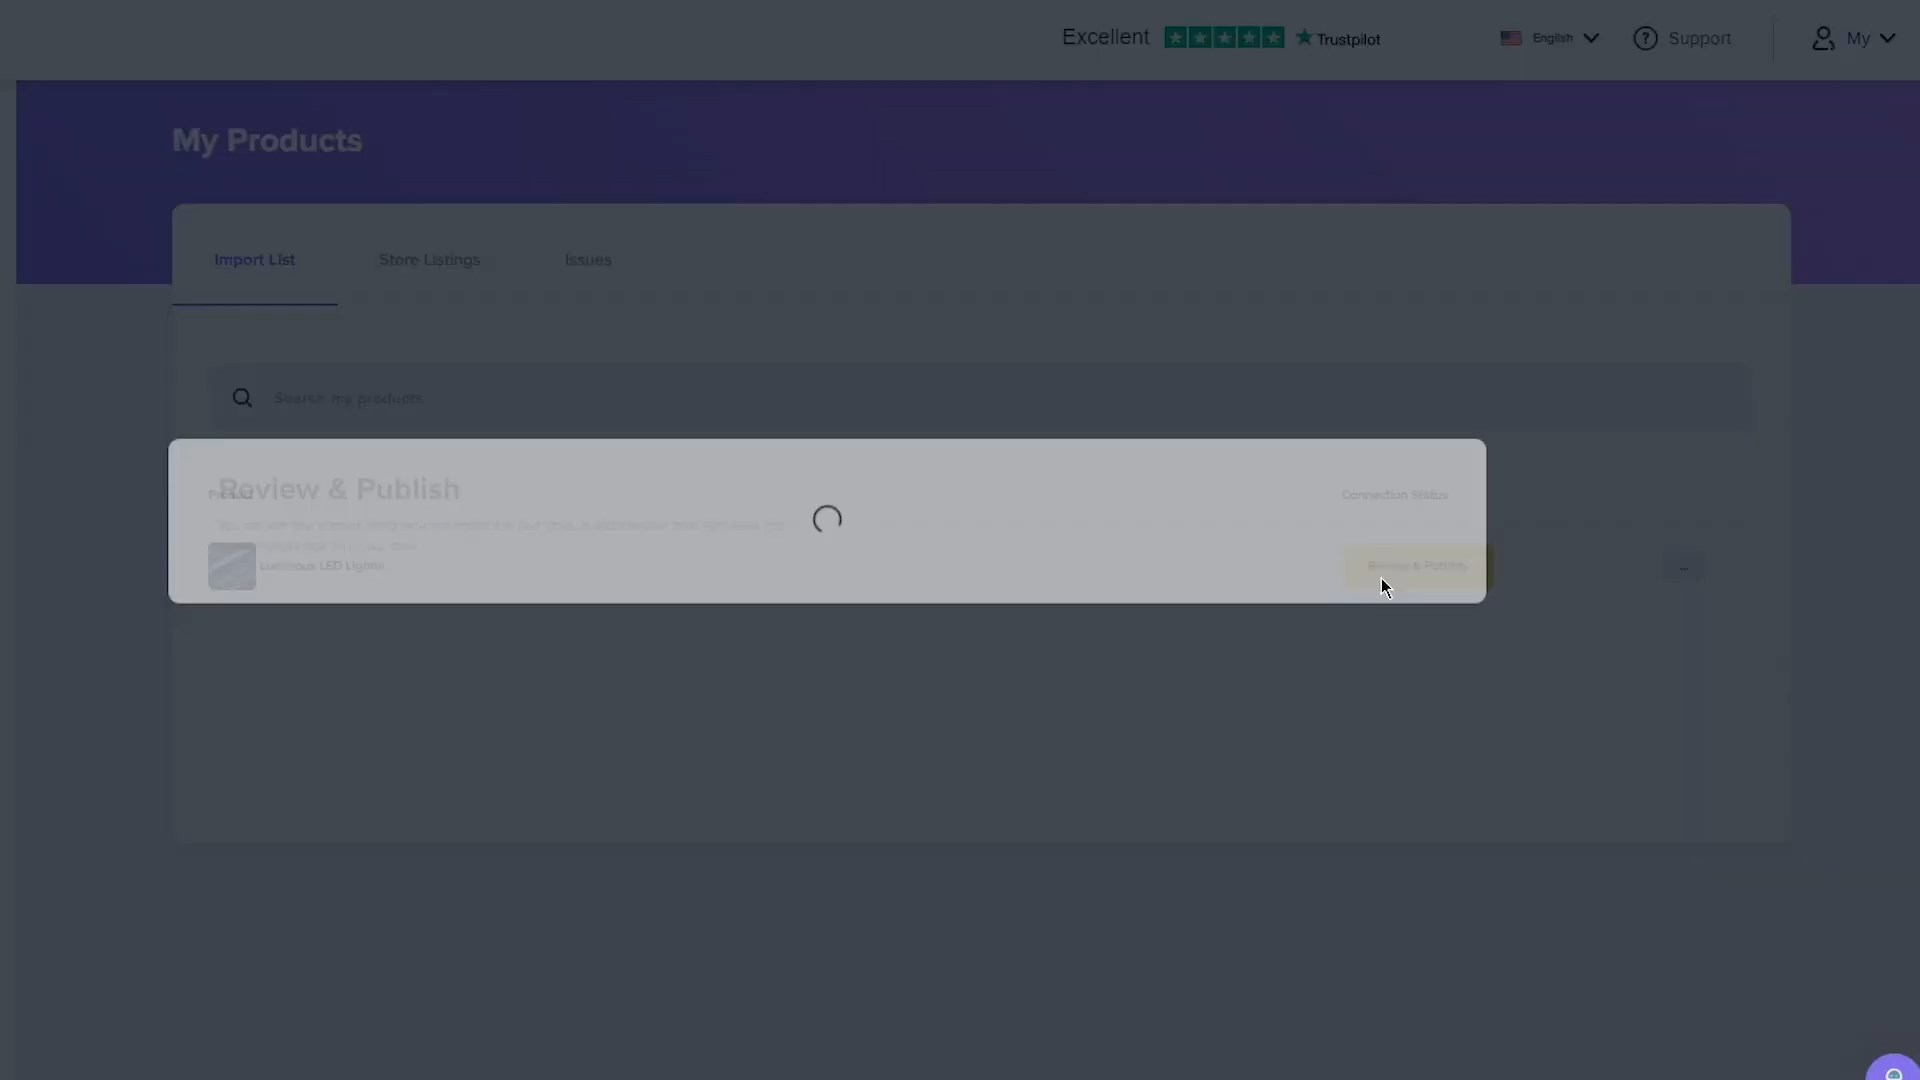 Excellent Trustpilot English Support My
My Products
Import List Store Listings Issues
Search my products
Product Connection Status
Review & Publish
Luminous LED Lights Review & Publish ...